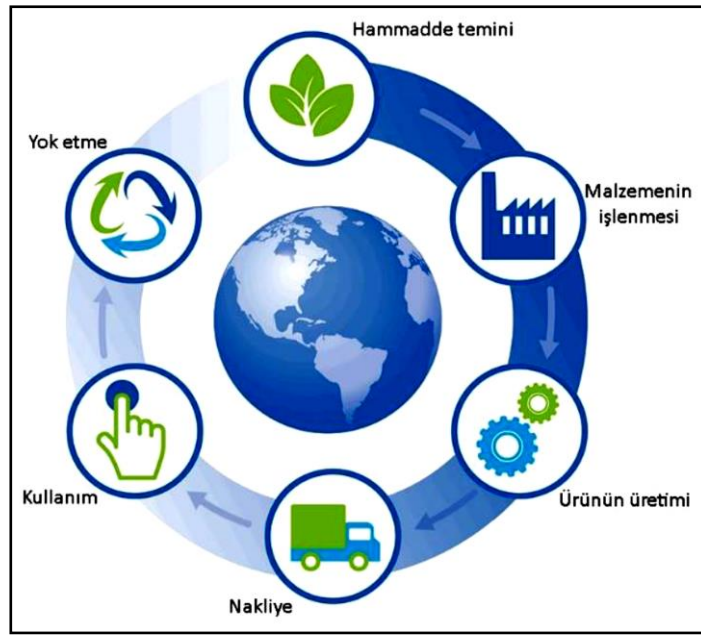 Hammadde temini
Malzemenin
işlenmesi
Ürünün üretimi
Nakliye
Kullanım
Yok etme